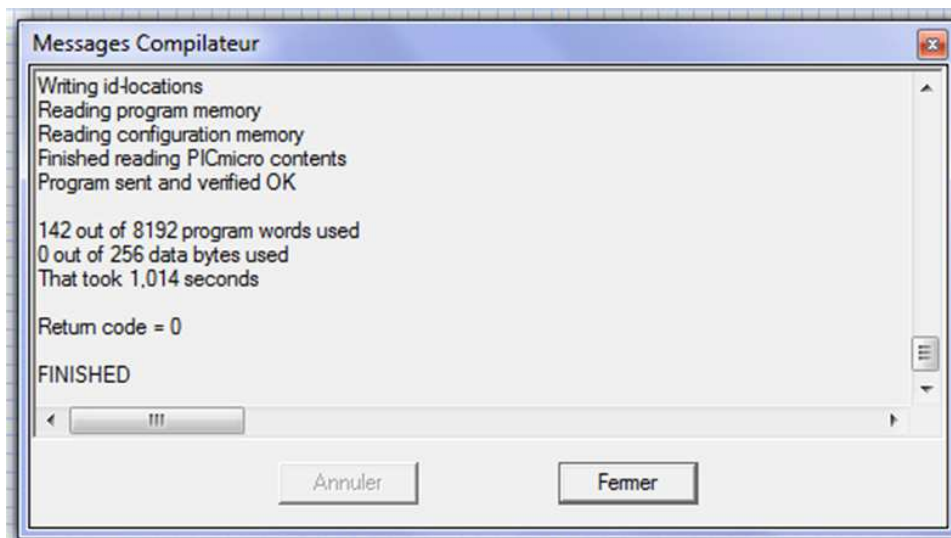 Messages Compilateur
Writing id-locations
Reading program memory
Reading configuration memory
Finished reading PICmicro contents
Program sent and verified OK
142 out of 8192 program words used
0 out of 256 data bytes used
That took 1,014 seconds
Return code = 0
FINISHED
Annuler
Fermer